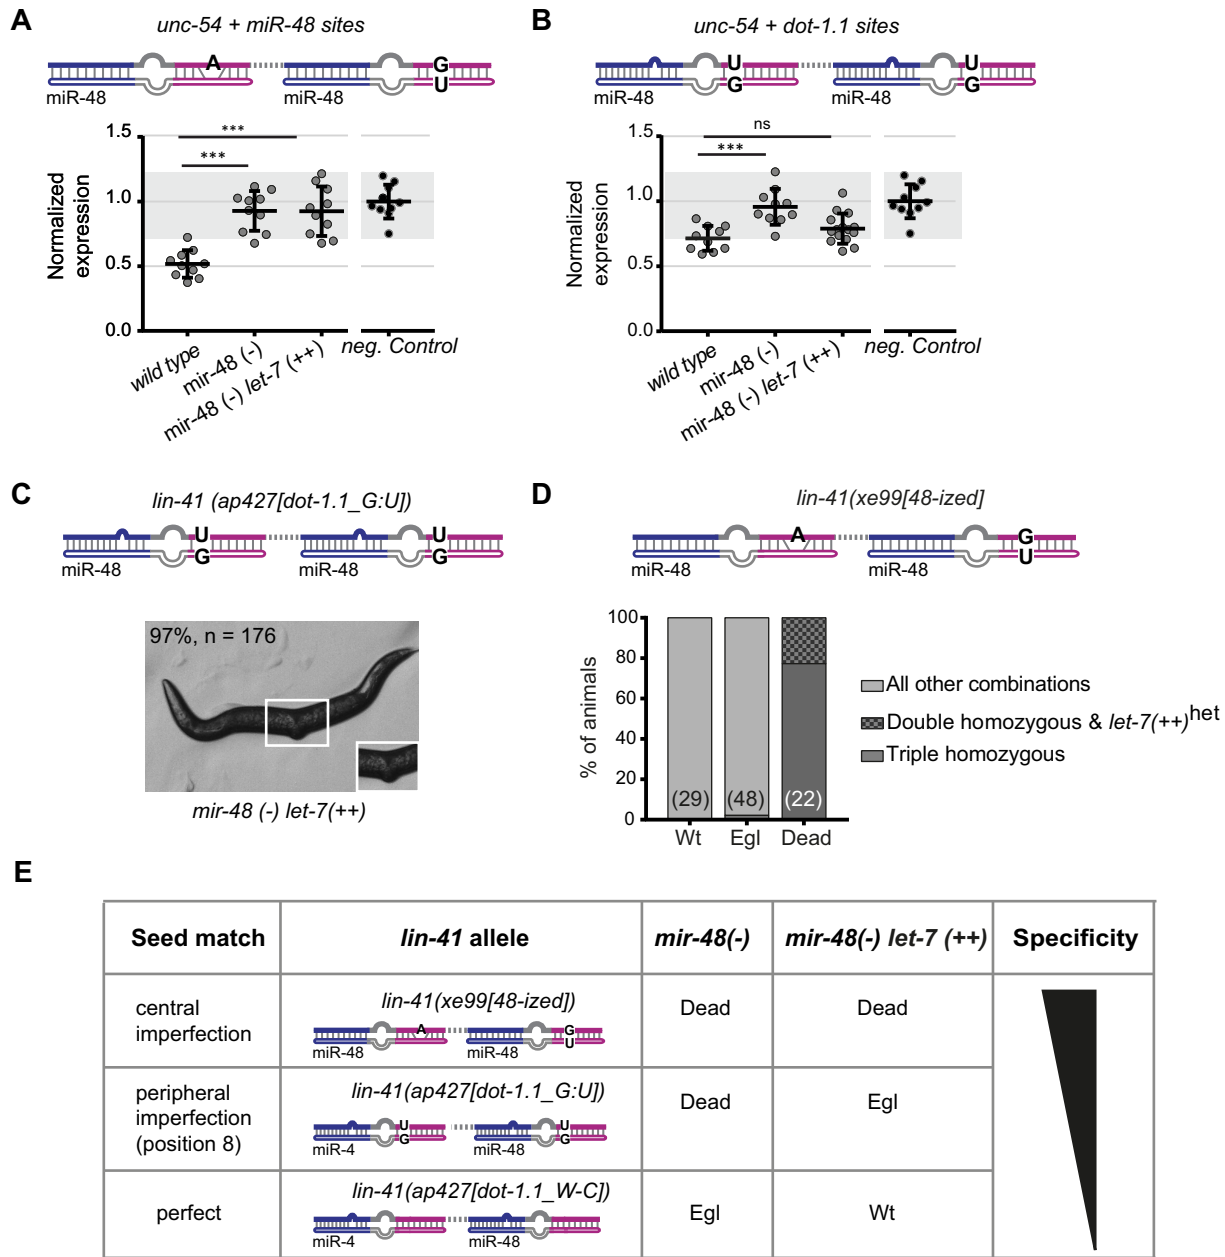 A
unc-54 + miR-48 sites
A
G
U
miR-48
miR-48
Normalized
expression
1.5
1.0
0.5
0.0
***
***
wild type
mir-48 (-)
mir-48 (-) let-7 (++)
neg. Control
B
unc-54 + dot-1.1 sites
U
G
U
G
miR-48
miR-48
Normalized
expression
1.5
1.0
0.5
0.0
ns
***
wild type
mir-48 (-)
mir-48 (-) let-7 (++)
neg. Control
C
lin-41 (ap427[dot-1.1_G:U])
U
G
U
G
miR-48
miR-48
97%, n = 176
mir-48 (-) let-7(++)
D
lin-41(xe99[48-ized]
A
G
U
miR-48
miR-48
% of animals
100
80
60
40
20
0
(29)
(48)
(22)
Wt
Egl
Dead
All other combinations
Double homozygous & let-7(++)het
Triple homozygous
E
Seed match
lin-41 allele
mir-48(-)
mir-48(-) let-7 (++)
Specificity
central
imperfection
lin-41(xe99[48-ized])
A
G
U
miR-48
miR-48
Dead
Dead
peripheral
imperfection
(position 8)
lin-41(ap427[dot-1.1_G:U])
U
G
U
G
miR-4
miR-48
Dead
Egl
perfect
lin-41(ap427[dot-1.1_W-C])
miR-4
miR-48
Egl
Wt